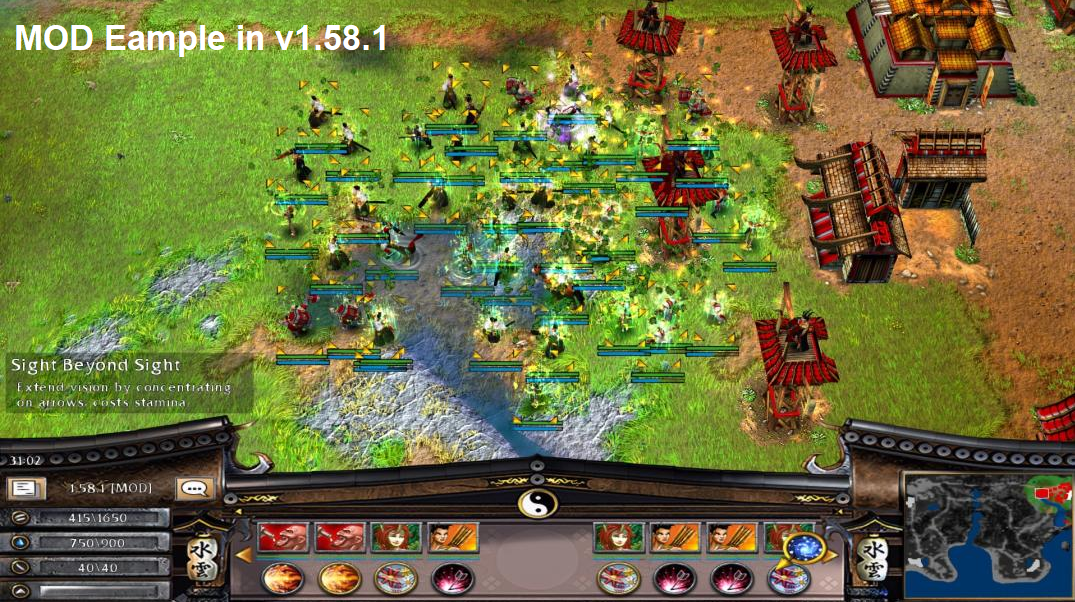 MOD Eample in v1.58.1
Sight Beyond Sight
Extend vision by concentrating
on arrows, costs stamina
31:02
1.58.1 [MOD]
415\1650
750\900
40\40
水雲
水雲